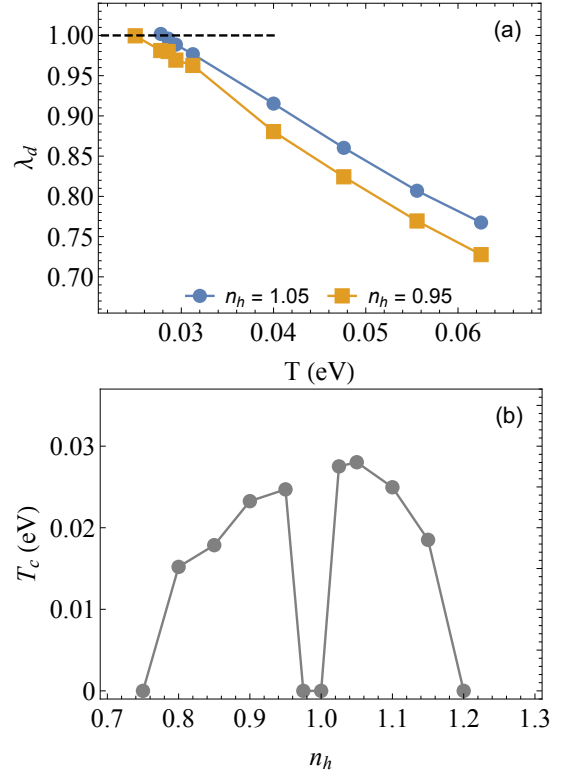 (a)
1.00
0.95
0.90
0.85
0.80
0.75
0.70
λd
nh = 1.05 nh = 0.95
0.03 0.04 0.05 0.06
T (eV)
(b)
0.03
0.02
0.01
0
Tc (eV)
0.7 0.8 0.9 1.0 1.1 1.2 1.3
nh